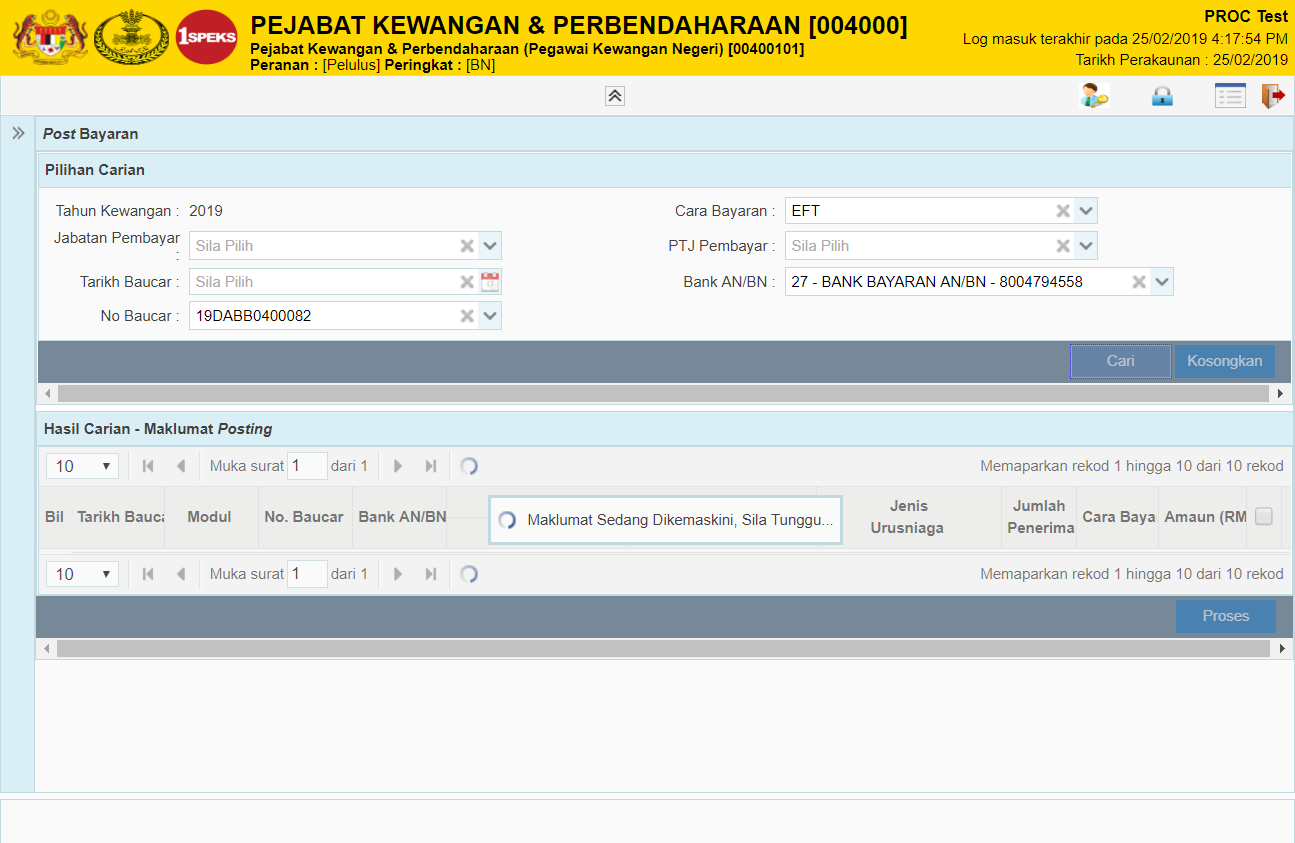 1SPEKS
PEJABAT KEWANGAN & PERBENDAHARAAN [004000]
Pejabat Kewangan & Perbendaharaan (Pegawai Kewangan Negeri) [00400101]
Peranan : [Pelulus] Peringkat : [BN]
PROC Test
Log masuk terakhir pada 25/02/2019 4:17:54 PM
Tarikh Perakaunan : 25/02/2019
Post Bayaran
Pilihan Carian
Tahun Kewangan : 2019
Cara Bayaran : EFT
Jabatan Pembayar : Sila Pilih
PTJ Pembayar : Sila Pilih
Tarikh Baucar : Sila Pilih
Bank AN/BN : 27 - BANK BAYARAN AN/BN - 8004794558
No Baucar : 19DABB0400082
Cari Kosongkan
Hasil Carian - Maklumat Posting
10 Muka surat 1 dari 1 Memaparkan rekod 1 hingga 10 dari 10 rekod
Bil Tarikh Bauca Modul No. Baucar Bank AN/BN Jenis Urusniaga Jumlah Penerima Cara Baya Amaun (RM
Maklumat Sedang Dikemaskini, Sila Tunggu...
10 Muka surat 1 dari 1 Memaparkan rekod 1 hingga 10 dari 10 rekod
Proses